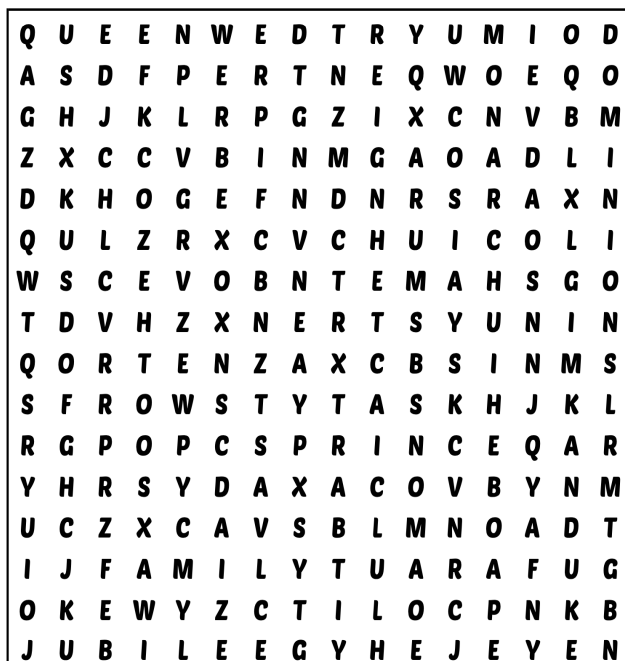 Q U E E N W E D T R Y U M I O D
A S D F P E R T N E Q W O E Q O
G H J K L R P G Z I X C N V B M
Z X C C V B I N M G A O A D L I
D K H O G E F N D N R S R A X N
Q U L Z R X C V C H U I C O L I
W S C E V O B N T E M A H S G O
T D V H Z X N E R T S Y U N I N
Q O R T E N Z A X C B S I N M S
S F R O W S T Y T A S K H J K L
R G P O P C S P R I N C E Q A R
Y H R S Y D A X A C O V B Y N M
U C Z X C A V S B L M N O A D T
I J F A M I L Y T U A R A F U G
O K E W Y Z C T I L O C P N K B
J U B I L E E G Y H E J E Y E N